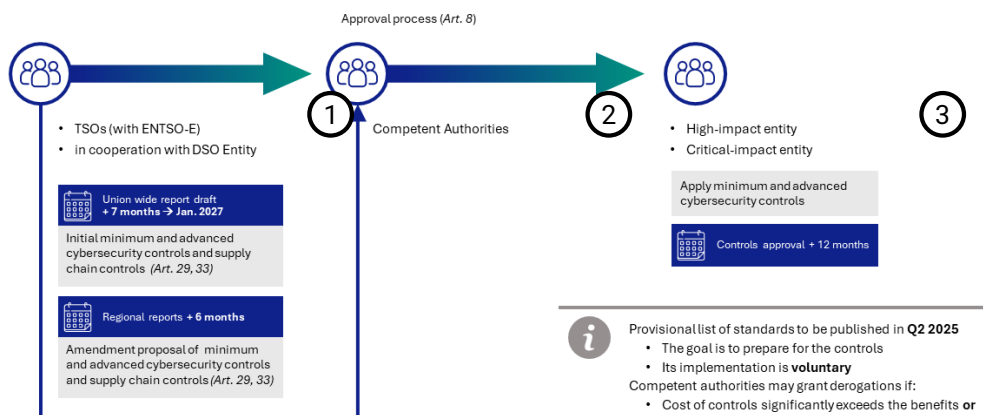 Approval process (Art. 8)
1
2
3
• TSOs (with ENTSO-E)
• in cooperation with DSO Entity
Competent Authorities
• High-impact entity
• Critical-impact entity
Union wide report draft
+ 7 months → Jan. 2027
Initial minimum and advanced
cybersecurity controls and supply
chain controls (Art. 29, 33)
Regional reports + 6 months
Amendment proposal of minimum
and advanced cybersecurity controls
and supply chain controls (Art. 29, 33)
Apply minimum and advanced
cybersecurity controls
Controls approval + 12 months
i
Provisional list of standards to be published in Q2 2025
• The goal is to prepare for the controls
• Its implementation is voluntary
Competent authorities may grant derogations if:
• Cost of controls significantly exceeds the benefits or